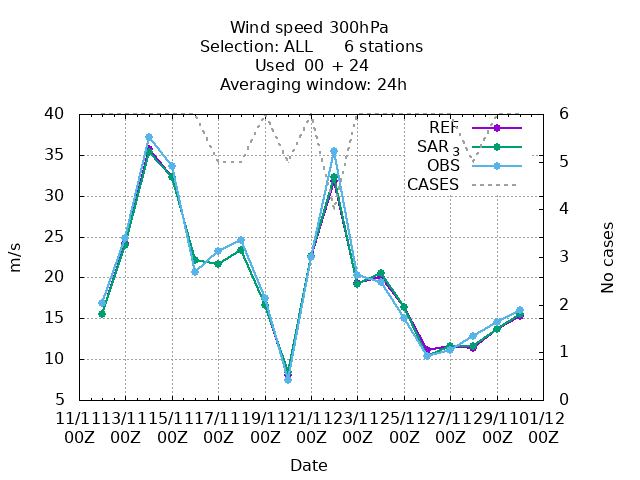 Wind speed 300hPa
Selection: ALL      6 stations
Used  00  + 24
Averaging window: 24h
40
35
30
25
20
15
10
5
6
5
4
3
2
1
0
REF
SAR 3
OBS
CASES
m/s
No cases
11/11 13/11 15/11 17/11 19/11 21/11 23/11 25/11 27/11 29/11 01/12
00Z 00Z 00Z 00Z 00Z 00Z 00Z 00Z 00Z 00Z 00Z
Date